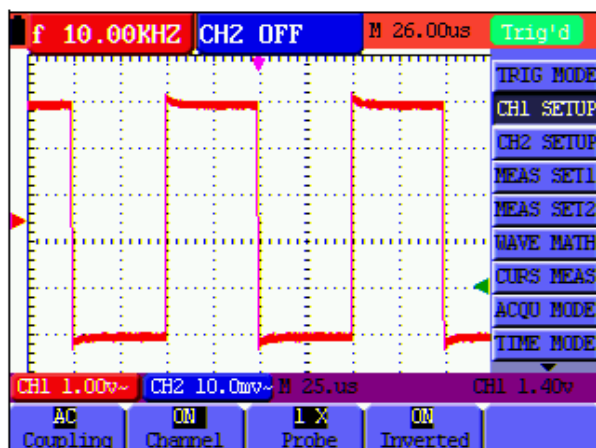 f 10.00KHZ CH2 OFF M 26.00us Trig'd
TRIG MODE
CH1 SETUP
CH2 SETUP
MEAS SET1
MEAS SET2
WAVE MATH
CURS MEAS
ACQU MODE
TIME MODE
CH1 1.00v~ CH2 10.0mv~ M 25.us CH1 1.40v
AC ON 1 X ON
Coupling Channel Probe Inverted